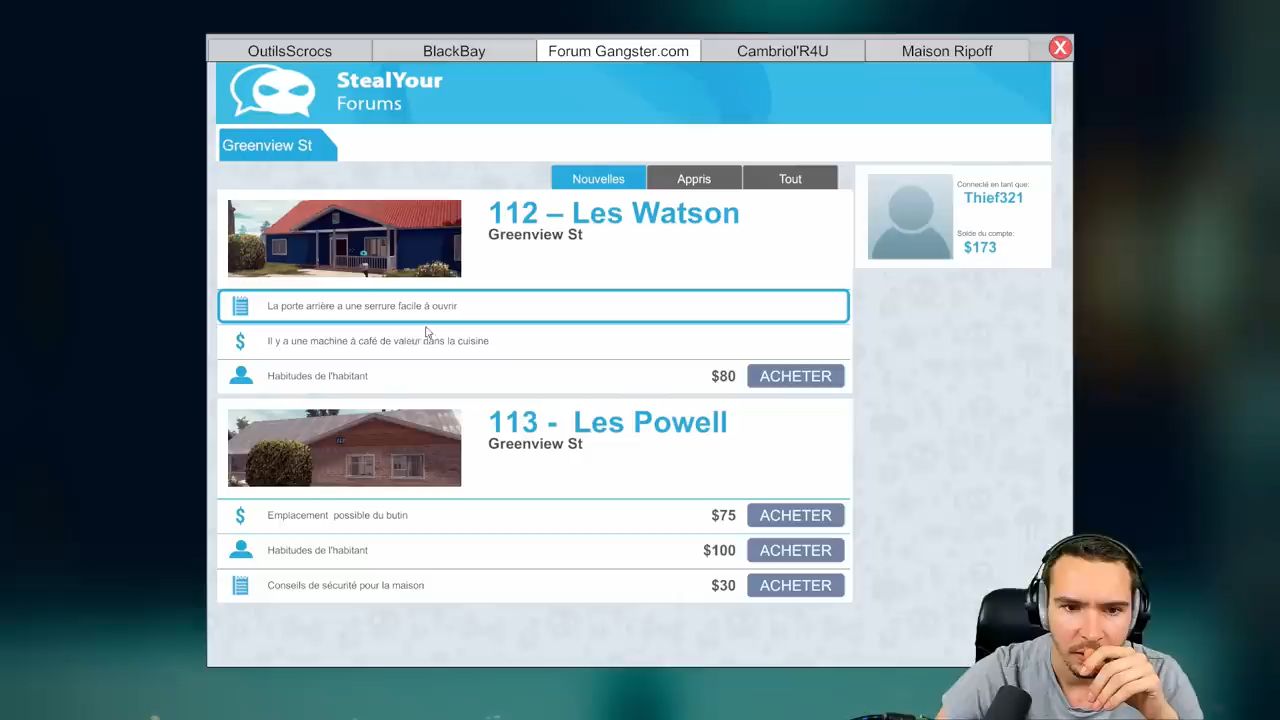 OutilsScrocs
BlackBay
Forum Gangster.com
Cambriol'R4U
Maison Ripoff
X
StealYour
Forums
Greenview St
Nouvelles
Appris
Tout
112 – Les Watson
Greenview St
La porte arrière a une serrure facile à ouvrir
Il y a une machine à café de valeur dans la cuisine
Habitudes de l'habitant $80 ACHETER
113 - Les Powell
Greenview St
Emplacement possible du butin $75 ACHETER
Habitudes de l'habitant $100 ACHETER
Conseils de sécurité pour la maison $30 ACHETER
Connecté en tant que:
Thief321
Solde du compte:
$173